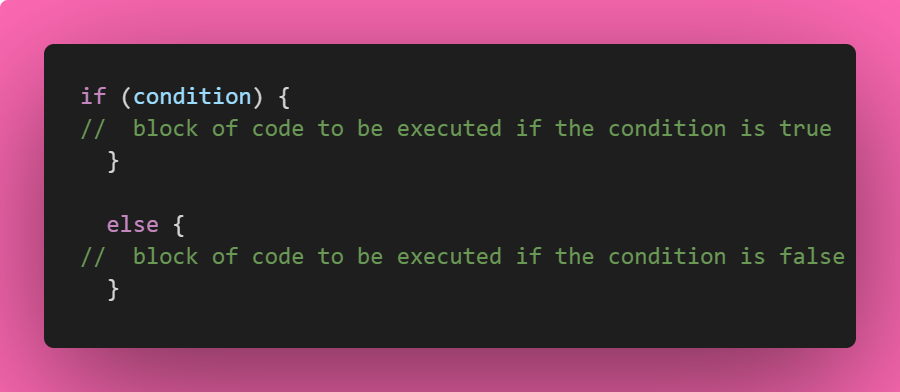 if (condition) {
//  block of code to be executed if the condition is true
  }
  else {
//  block of code to be executed if the condition is false
  }